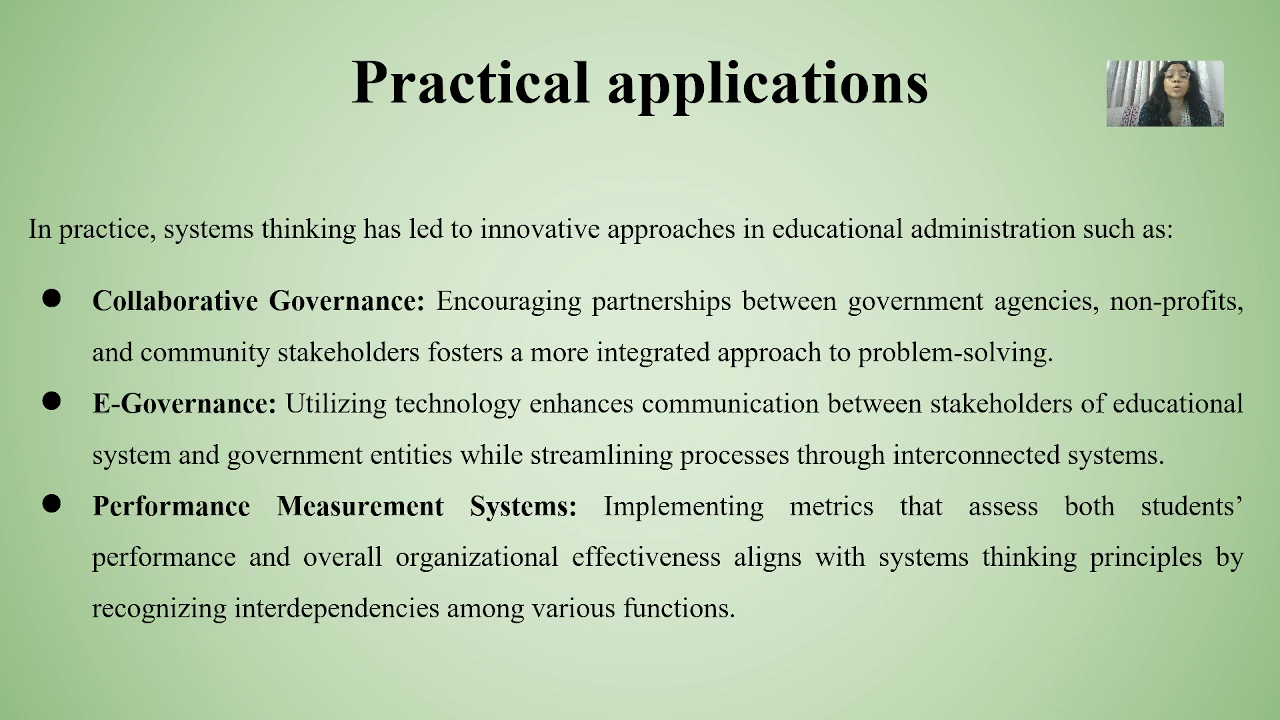 Practical applications
In practice, systems thinking has led to innovative approaches in educational administration such as:
● Collaborative Governance: Encouraging partnerships between government agencies, non-profits,
and community stakeholders fosters a more integrated approach to problem-solving.
● E-Governance: Utilizing technology enhances communication between stakeholders of educational
system and government entities while streamlining processes through interconnected systems.
● Performance Measurement Systems: Implementing metrics that assess both students’
performance and overall organizational effectiveness aligns with systems thinking principles by
recognizing interdependencies among various functions.